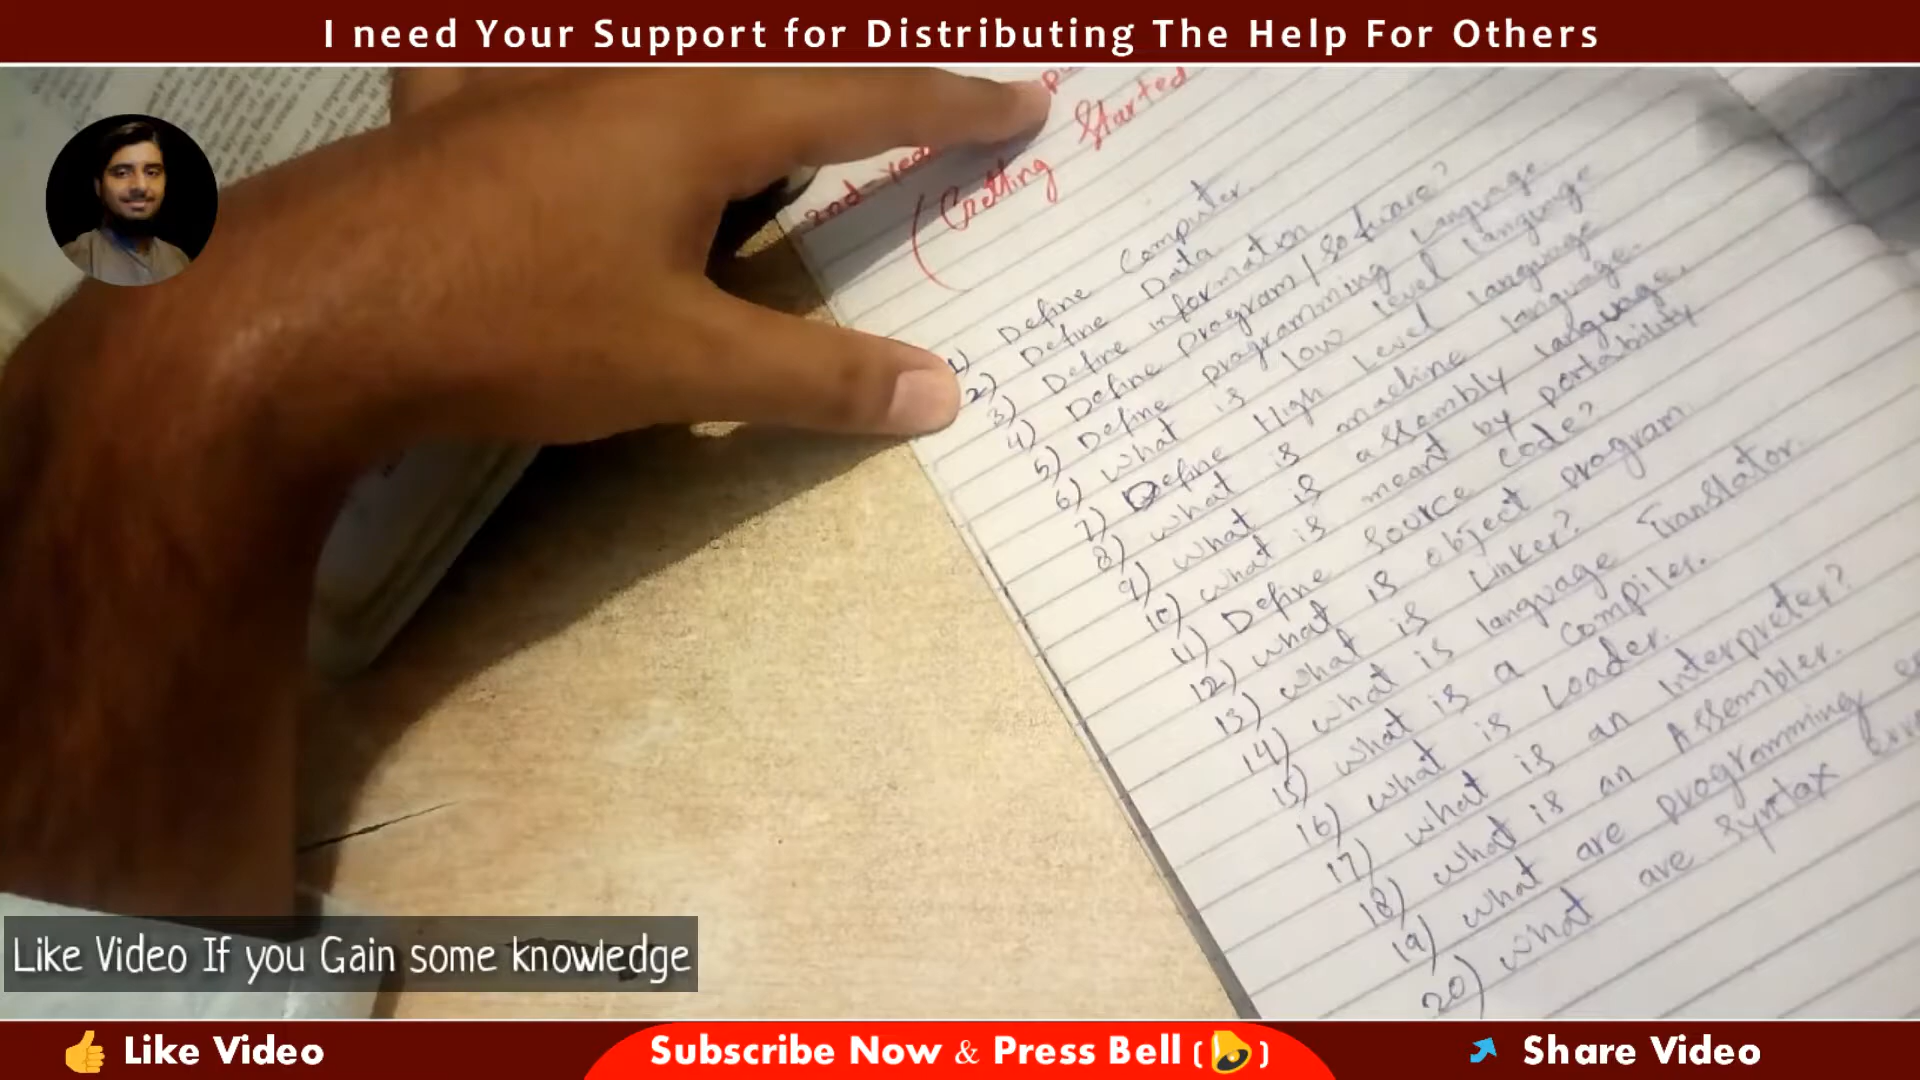 I need Your Support for Distributing The Help For Others
2nd year
(Getting Started
1) Define Computer.
2) Define Data
3) Define information
4) Define program / Sofware?
5) Define programming Language
6) What is low level language
7) Define High Level language
8) what is machine language.
9) what is assembly language.
10) what is meant by portability
11) Define Source code?
12) what is object program.
13) what is Linker?
14) what is language Translator.
15) what is a Compiler.
16) what is Loader.
17) what is an Interpreter?
18) what is an Assembler.
19) what are programming
20) what are syntax
Like Video If you Gain some knowledge
Like Video
Subscribe Now & Press Bell ( )
Share Video